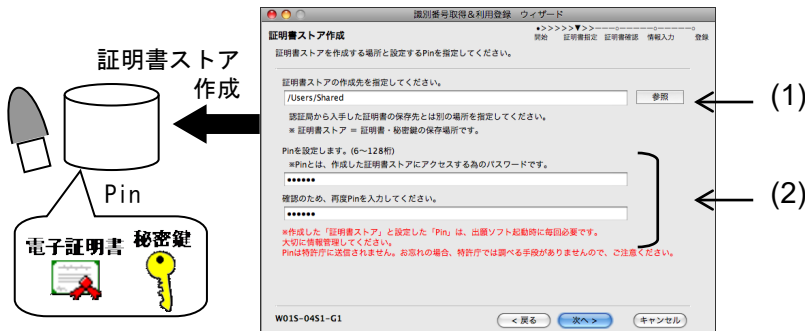 識別番号取得&利用登録 ウィザード
証明書ストア作成
●>>>>>▼>>-----○------○------○
開始 証明書指定 証明書確認 情報入力 登録
証明書ストアを作成する場所と設定するPinを指定してください。
証明書ストアの作成先を指定してください。
/Users/Shared
参照
(1)
認証局から入手した証明書の保存先とは別の場所を指定してください。
※ 証明書ストア = 証明書・秘密鍵の保存場所です。
Pinを設定します。(6〜128桁)
※Pinとは、作成した証明書ストアにアクセスする為のパスワードです。
••••••
確認のため、再度Pinを入力してください。
••••••
(2)
※作成した「証明書ストア」と設定した「Pin」は、出願ソフト起動時に毎回必要です。
大切に情報管理してください。
Pinは特許庁に送信されません。お忘れの場合、特許庁では調べる手段がありませんので、ご注意ください。
W01S-04S1-G1
< 戻る
次へ >
キャンセル
証明書ストア
作成
Pin
電子証明書
秘密鍵